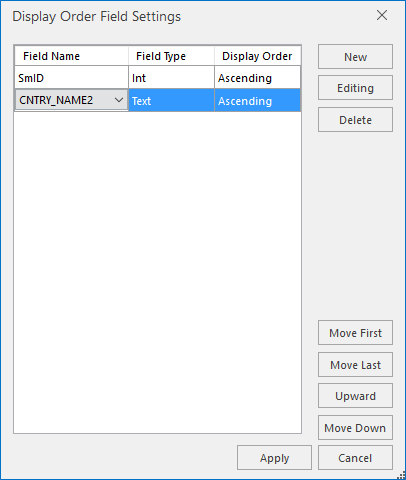 Display Order Field Settings
Field Name Field Type Display Order
SmID Int Ascending
CNTRY_NAME2 Text Ascending
New
Editing
Delete
Move First
Move Last
Upward
Move Down
Apply Cancel